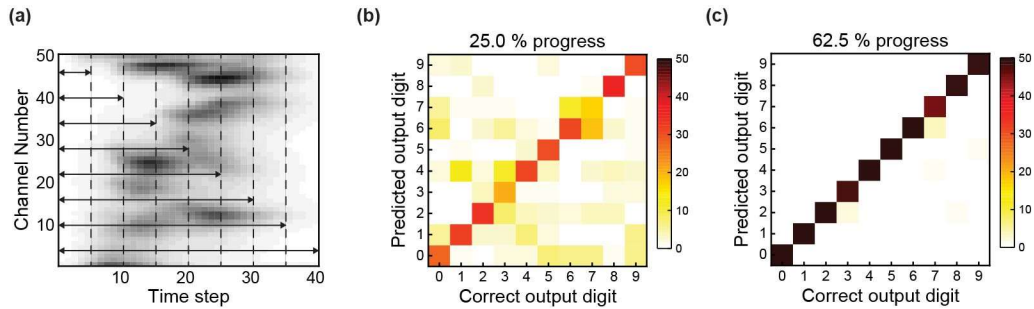 (a)
50
40
30
20
10
Channel Number
10 20 30 40
Time step
(b)
25.0 % progress
9
8
7
6
5
4
3
2
1
0
Predicted output digit
0 1 2 3 4 5 6 7 8 9
Correct output digit
50
40
30
20
10
0
(c)
62.5 % progress
9
8
7
6
5
4
3
2
1
0
Predicted output digit
0 1 2 3 4 5 6 7 8 9
Correct output digit
50
40
30
20
10
0